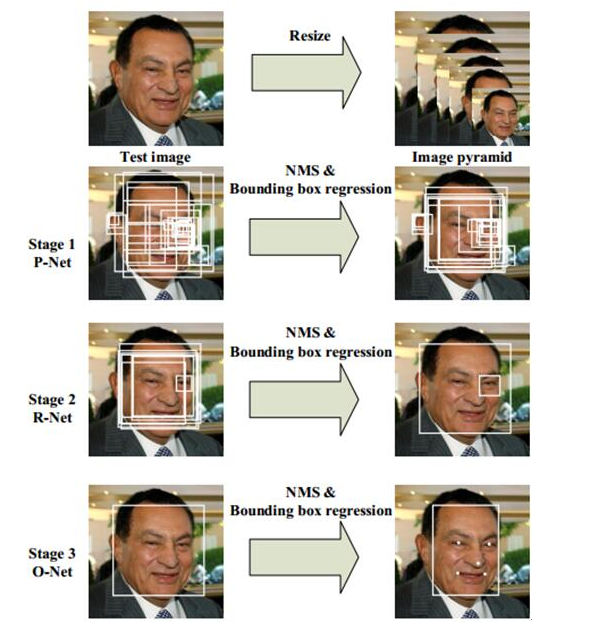 Resize
Test image
Image pyramid
NMS &
Bounding box regression
Stage 1
P-Net
NMS &
Bounding box regression
Stage 2
R-Net
NMS &
Bounding box regression
Stage 3
O-Net